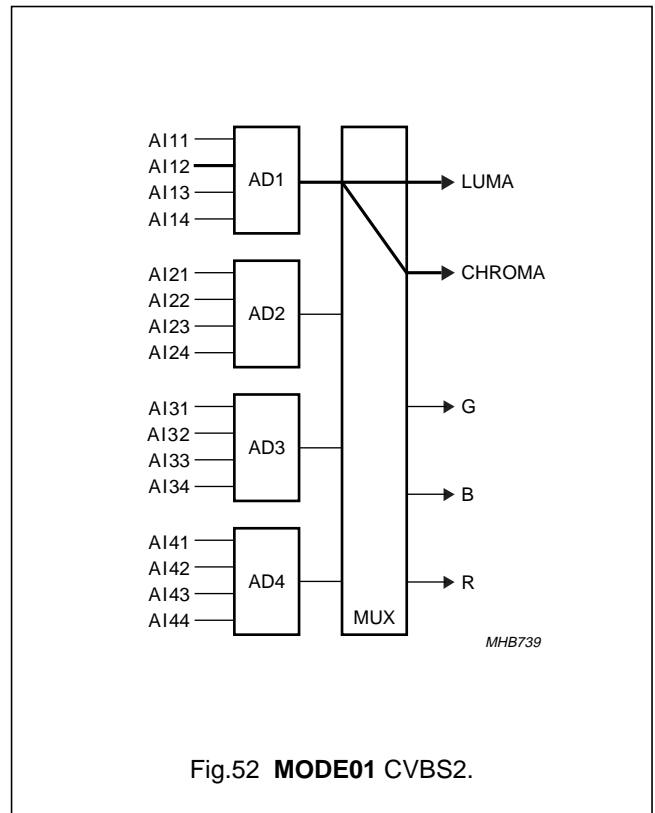 AI11
AI12
AI13
AI14
AD1
LUMA
CHROMA
AI21
AI22
AI23
AI24
AD2
AI31
AI32
AI33
AI34
AD3
G
B
AI41
AI42
AI43
AI44
AD4
R
MUX
MHB739
Fig.52 MODE01 CVBS2.